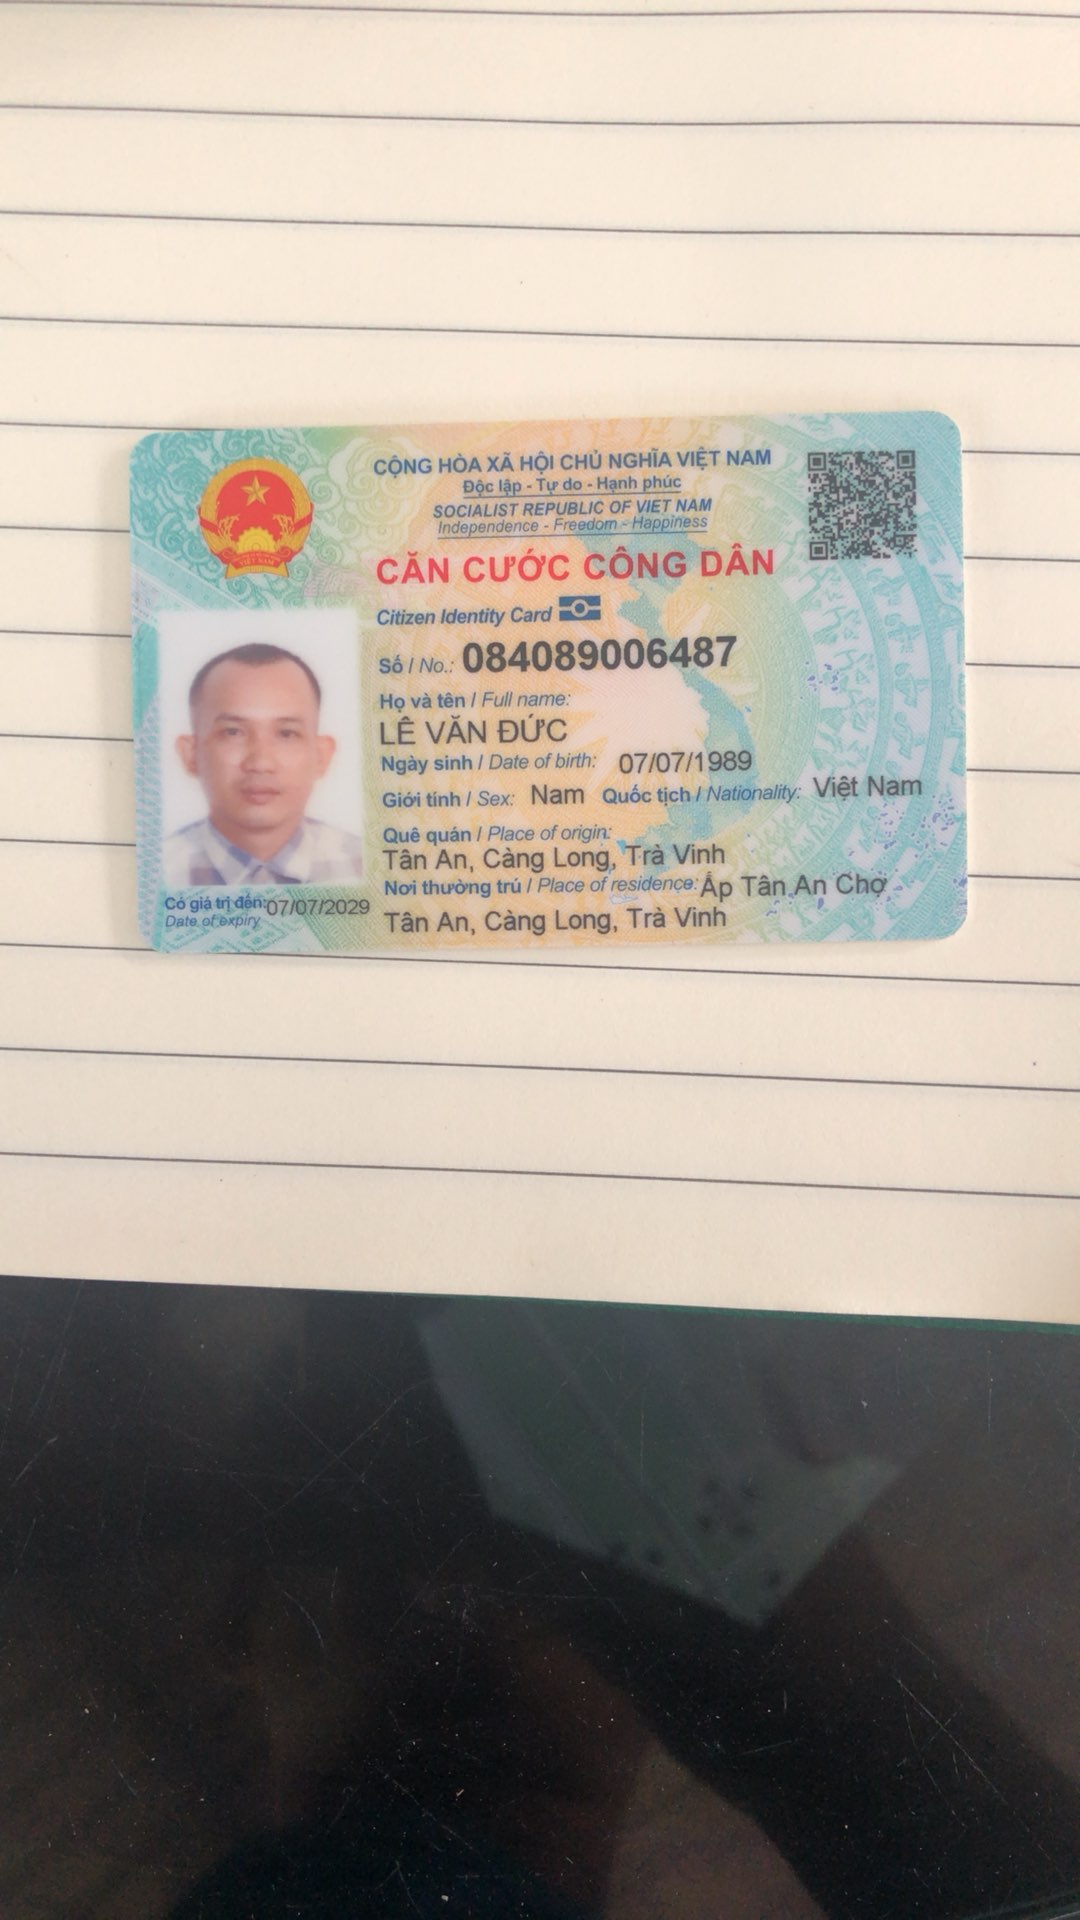 CỘNG HÒA XÃ HỘI CHỦ NGHĨA VIỆT NAM
Độc lập - Tự do - Hạnh phúc
SOCIALIST REPUBLIC OF VIET NAM
Independence - Freedom - Happiness
CĂN CƯỚC CÔNG DÂN
Citizen Identity Card
Số / No.: 084089006487
Họ và tên / Full name:
LÊ VĂN ĐỨC
Ngày sinh / Date of birth: 07/07/1989
Giới tính / Sex: Nam Quốc tịch / Nationality: Việt Nam
Quê quán / Place of origin:
Tân An, Càng Long, Trà Vinh
Nơi thường trú / Place of residence: Ấp Tân An Chợ
Tân An, Càng Long, Trà Vinh
Có giá trị đến: 07/07/2029
Date of expiry
VIỆT NAM